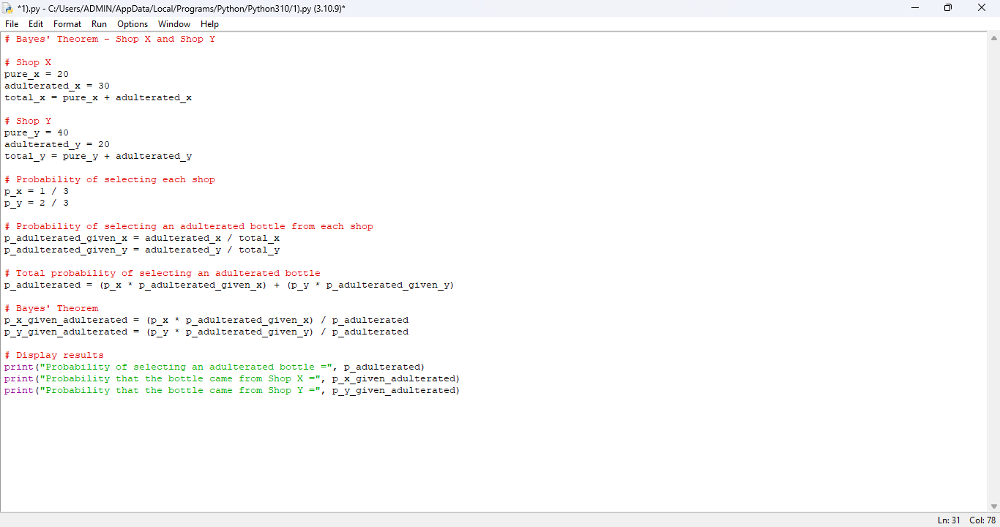 *1).py - C:/Users/ADMIN/AppData/Local/Programs/Python/Python310/1).py (3.10.9)*
File Edit Format Run Options Window Help
# Bayes' Theorem - Shop X and Shop Y
# Shop X
pure_x = 20
adulterated_x = 30
total_x = pure_x + adulterated_x
# Shop Y
pure_y = 40
adulterated_y = 20
total_y = pure_y + adulterated_y
# Probability of selecting each shop
p_x = 1 / 3
p_y = 2 / 3
# Probability of selecting an adulterated bottle from each shop
p_adulterated_given_x = adulterated_x / total_x
p_adulterated_given_y = adulterated_y / total_y
# Total probability of selecting an adulterated bottle
p_adulterated = (p_x * p_adulterated_given_x) + (p_y * p_adulterated_given_y)
# Bayes' Theorem
p_x_given_adulterated = (p_x * p_adulterated_given_x) / p_adulterated
p_y_given_adulterated = (p_y * p_adulterated_given_y) / p_adulterated
# Display results
print("Probability of selecting an adulterated bottle =", p_adulterated)
print("Probability that the bottle came from Shop X =", p_x_given_adulterated)
print("Probability that the bottle came from Shop Y =", p_y_given_adulterated)
Ln: 31 Col: 78